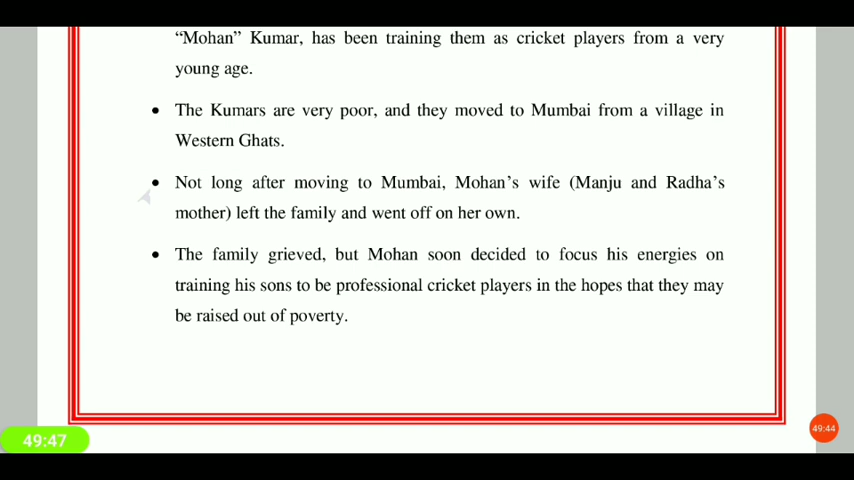 “Mohan” Kumar, has been training them as cricket players from a very
young age.
• The Kumars are very poor, and they moved to Mumbai from a village in
Western Ghats.
• Not long after moving to Mumbai, Mohan’s wife (Manju and Radha’s
mother) left the family and went off on her own.
• The family grieved, but Mohan soon decided to focus his energies on
training his sons to be professional cricket players in the hopes that they may
be raised out of poverty.
49:47
49:44